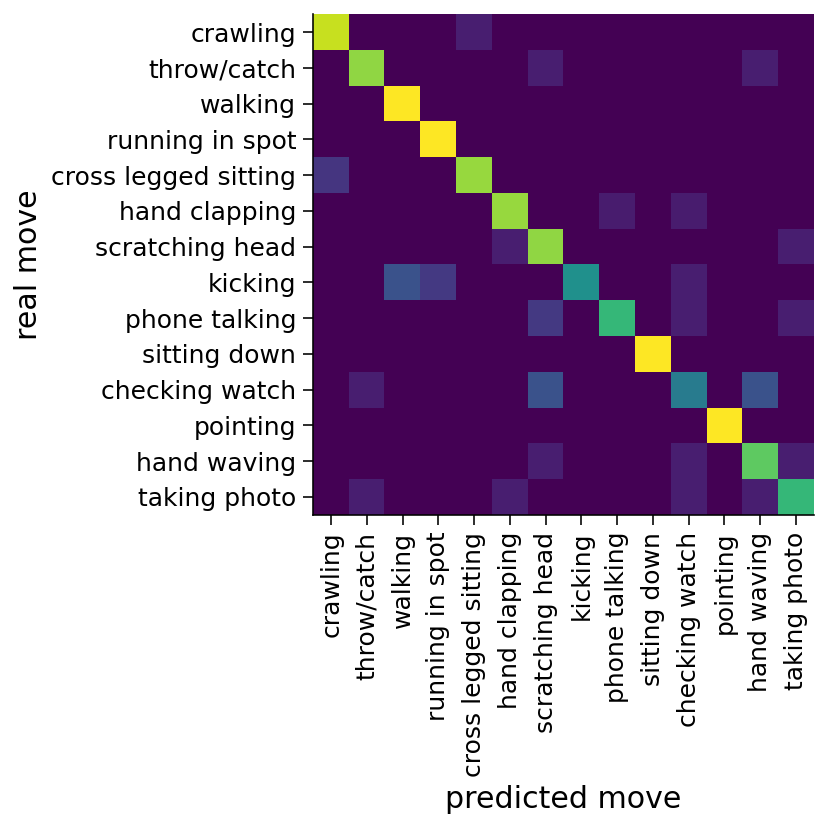 crawling
throw/catch
walking
running in spot
cross legged sitting
hand clapping
scratching head
kicking
phone talking
sitting down
checking watch
pointing
hand waving
taking photo
real move
crawling
throw/catch
walking
running in spot
cross legged sitting
hand clapping
scratching head
kicking
phone talking
sitting down
checking watch
pointing
hand waving
taking photo
predicted move